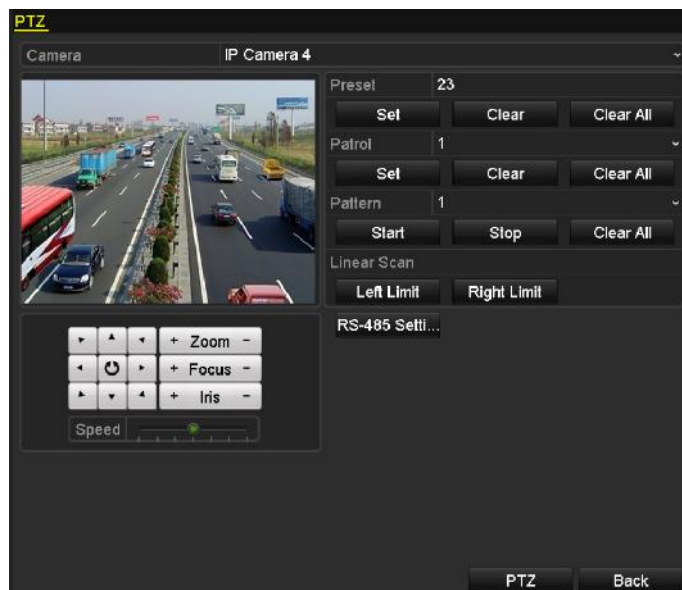 PTZ
Camera IP Camera 4
Preset 23
Set Clear Clear All
Patrol 1
Set Clear Clear All
Pattern 1
Start Stop Clear All
Linear Scan
Left Limit Right Limit
RS-485 Setti...
+ Zoom -
+ Focus -
+ Iris -
Speed
PTZ Back